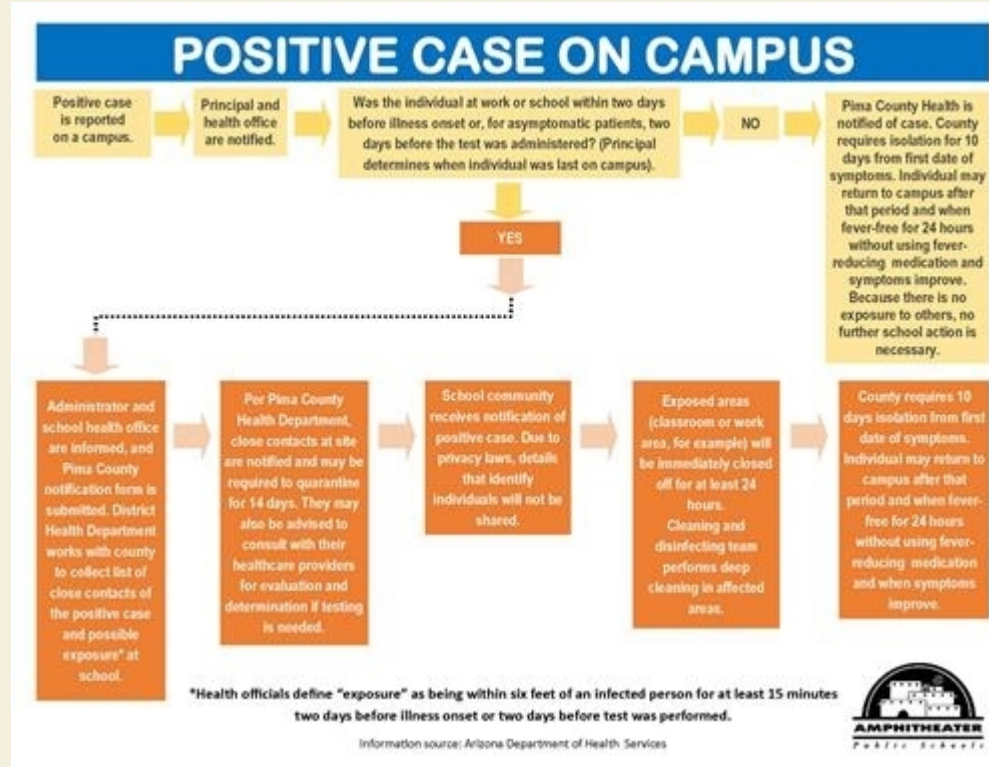 POSITIVE CASE ON CAMPUS
Positive case
is reported
on a campus.
Principal and
health office
are notified.
Was the individual at work or school within two days
before illness onset or, for asymptomatic patients, two
days before the test was administered? (Principal
determines when individual was last on campus).
NO
Pima County Health is
notified of case. County
requires isolation for 10
days from first date of
symptoms. Individual may
return to campus after
that period and when
fever-free for 24 hours
without using fever-
reducing medication and
symptoms improve.
Because there is no
exposure to others, no
further school action is
necessary.
YES
Administrator and
school health office
are informed, and
Pima County
notification form is
submitted. District
Health Department
works with county
to collect list of
close contacts of
the positive case
and possible
exposure* at
school.
Per Pima County
Health Department,
close contacts at site
are notified and may be
required to quarantine
for 14 days. They may
also be advised to
consult with their
healthcare providers
for evaluation and
determination if testing
is needed.
School community
receives notification of
positive case. Due to
privacy laws, details
that identify
individuals will not be
shared.
Exposed areas
(classroom or work
area, for example) will
be immediately closed
off for at least 24
hours.
Cleaning and
disinfecting team
performs deep
cleaning in affected
areas.
County requires 10
days isolation from first
date of symptoms.
Individual may return to
campus after that
period and when fever-
free for 24 hours
without using fever-
reducing medication
and when symptoms
improve.
*Health officials define "exposure" as being within six feet of an infected person for at least 15 minutes
two days before illness onset or two days before test was performed.
Information source: Arizona Department of Health Services
AMPHITHEATER
Public Schools